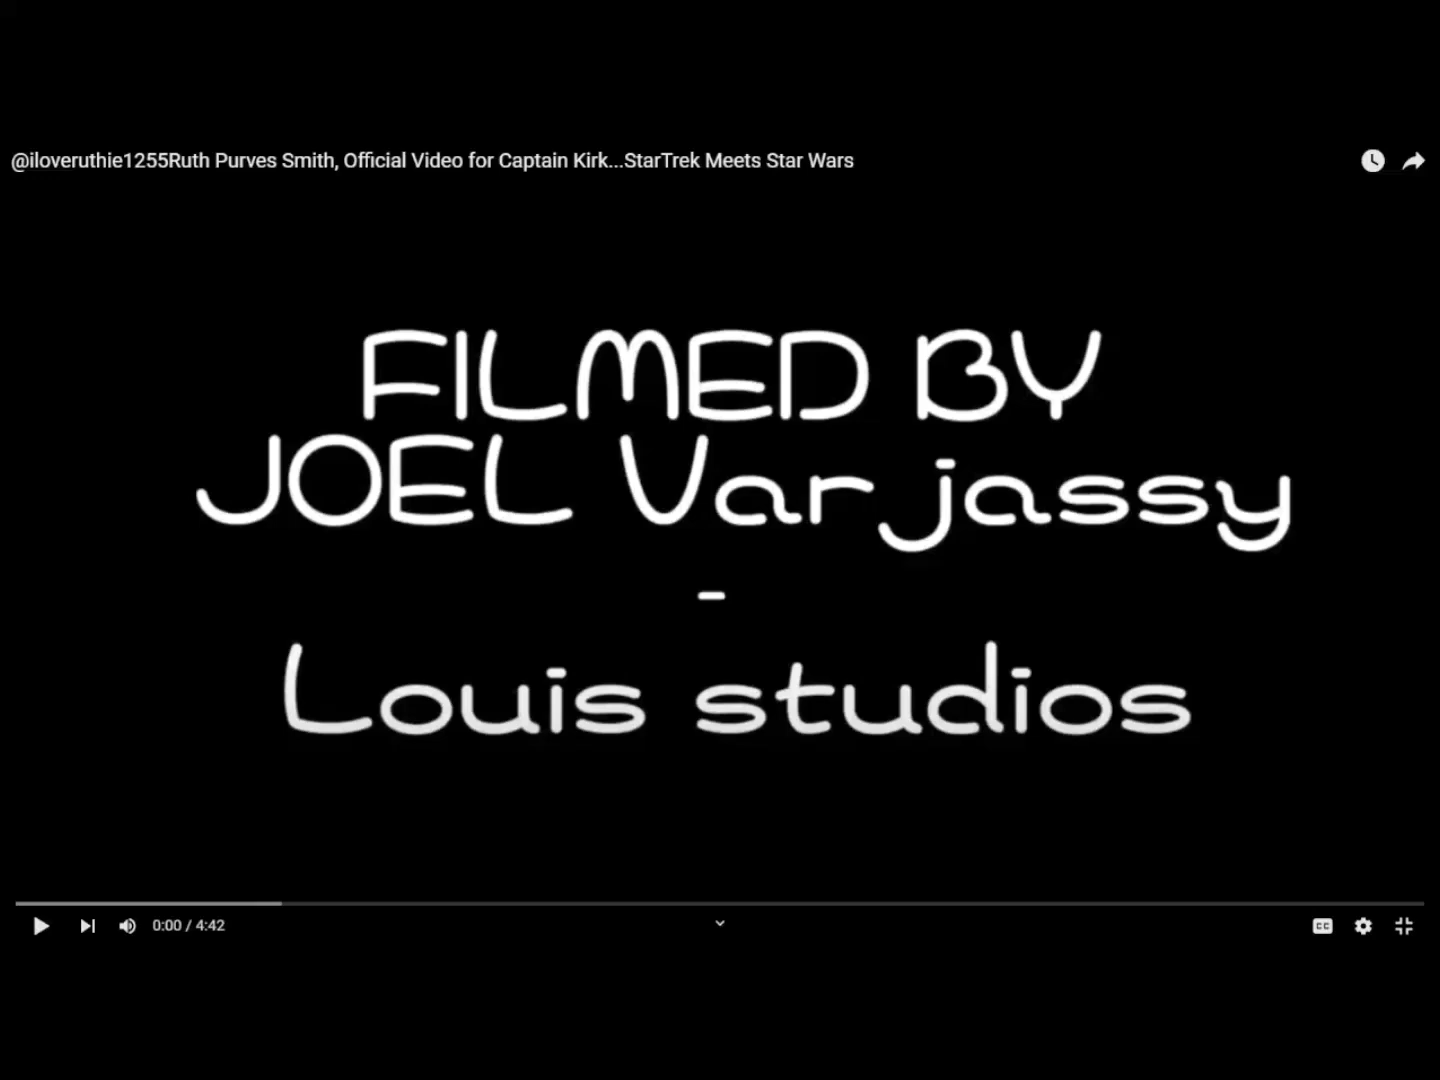 @iloveruthie1255Ruth Purves Smith, Official Video for Captain Kirk...StarTrek Meets Star Wars
FILMED BY
JOEL Varjassy
-
Louis studios
0:00 / 4:42
CC